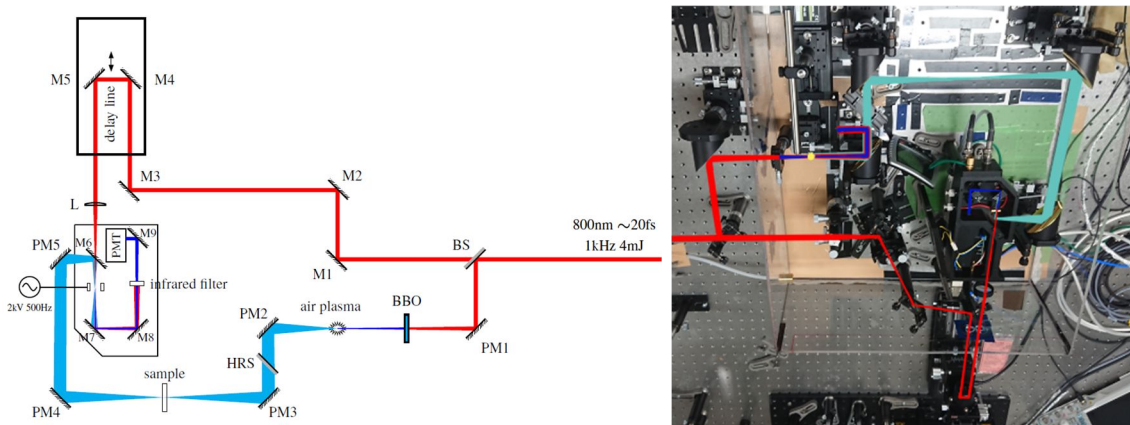 M5
M4
delay line
M3
M2
L
800nm ∼20fs
1kHz 4mJ
BS
M1
PM5
M6
M9
PMT
infrared filter
2kV 500Hz
M7
M8
air plasma
BBO
PM2
PM1
HRS
sample
PM4
PM3